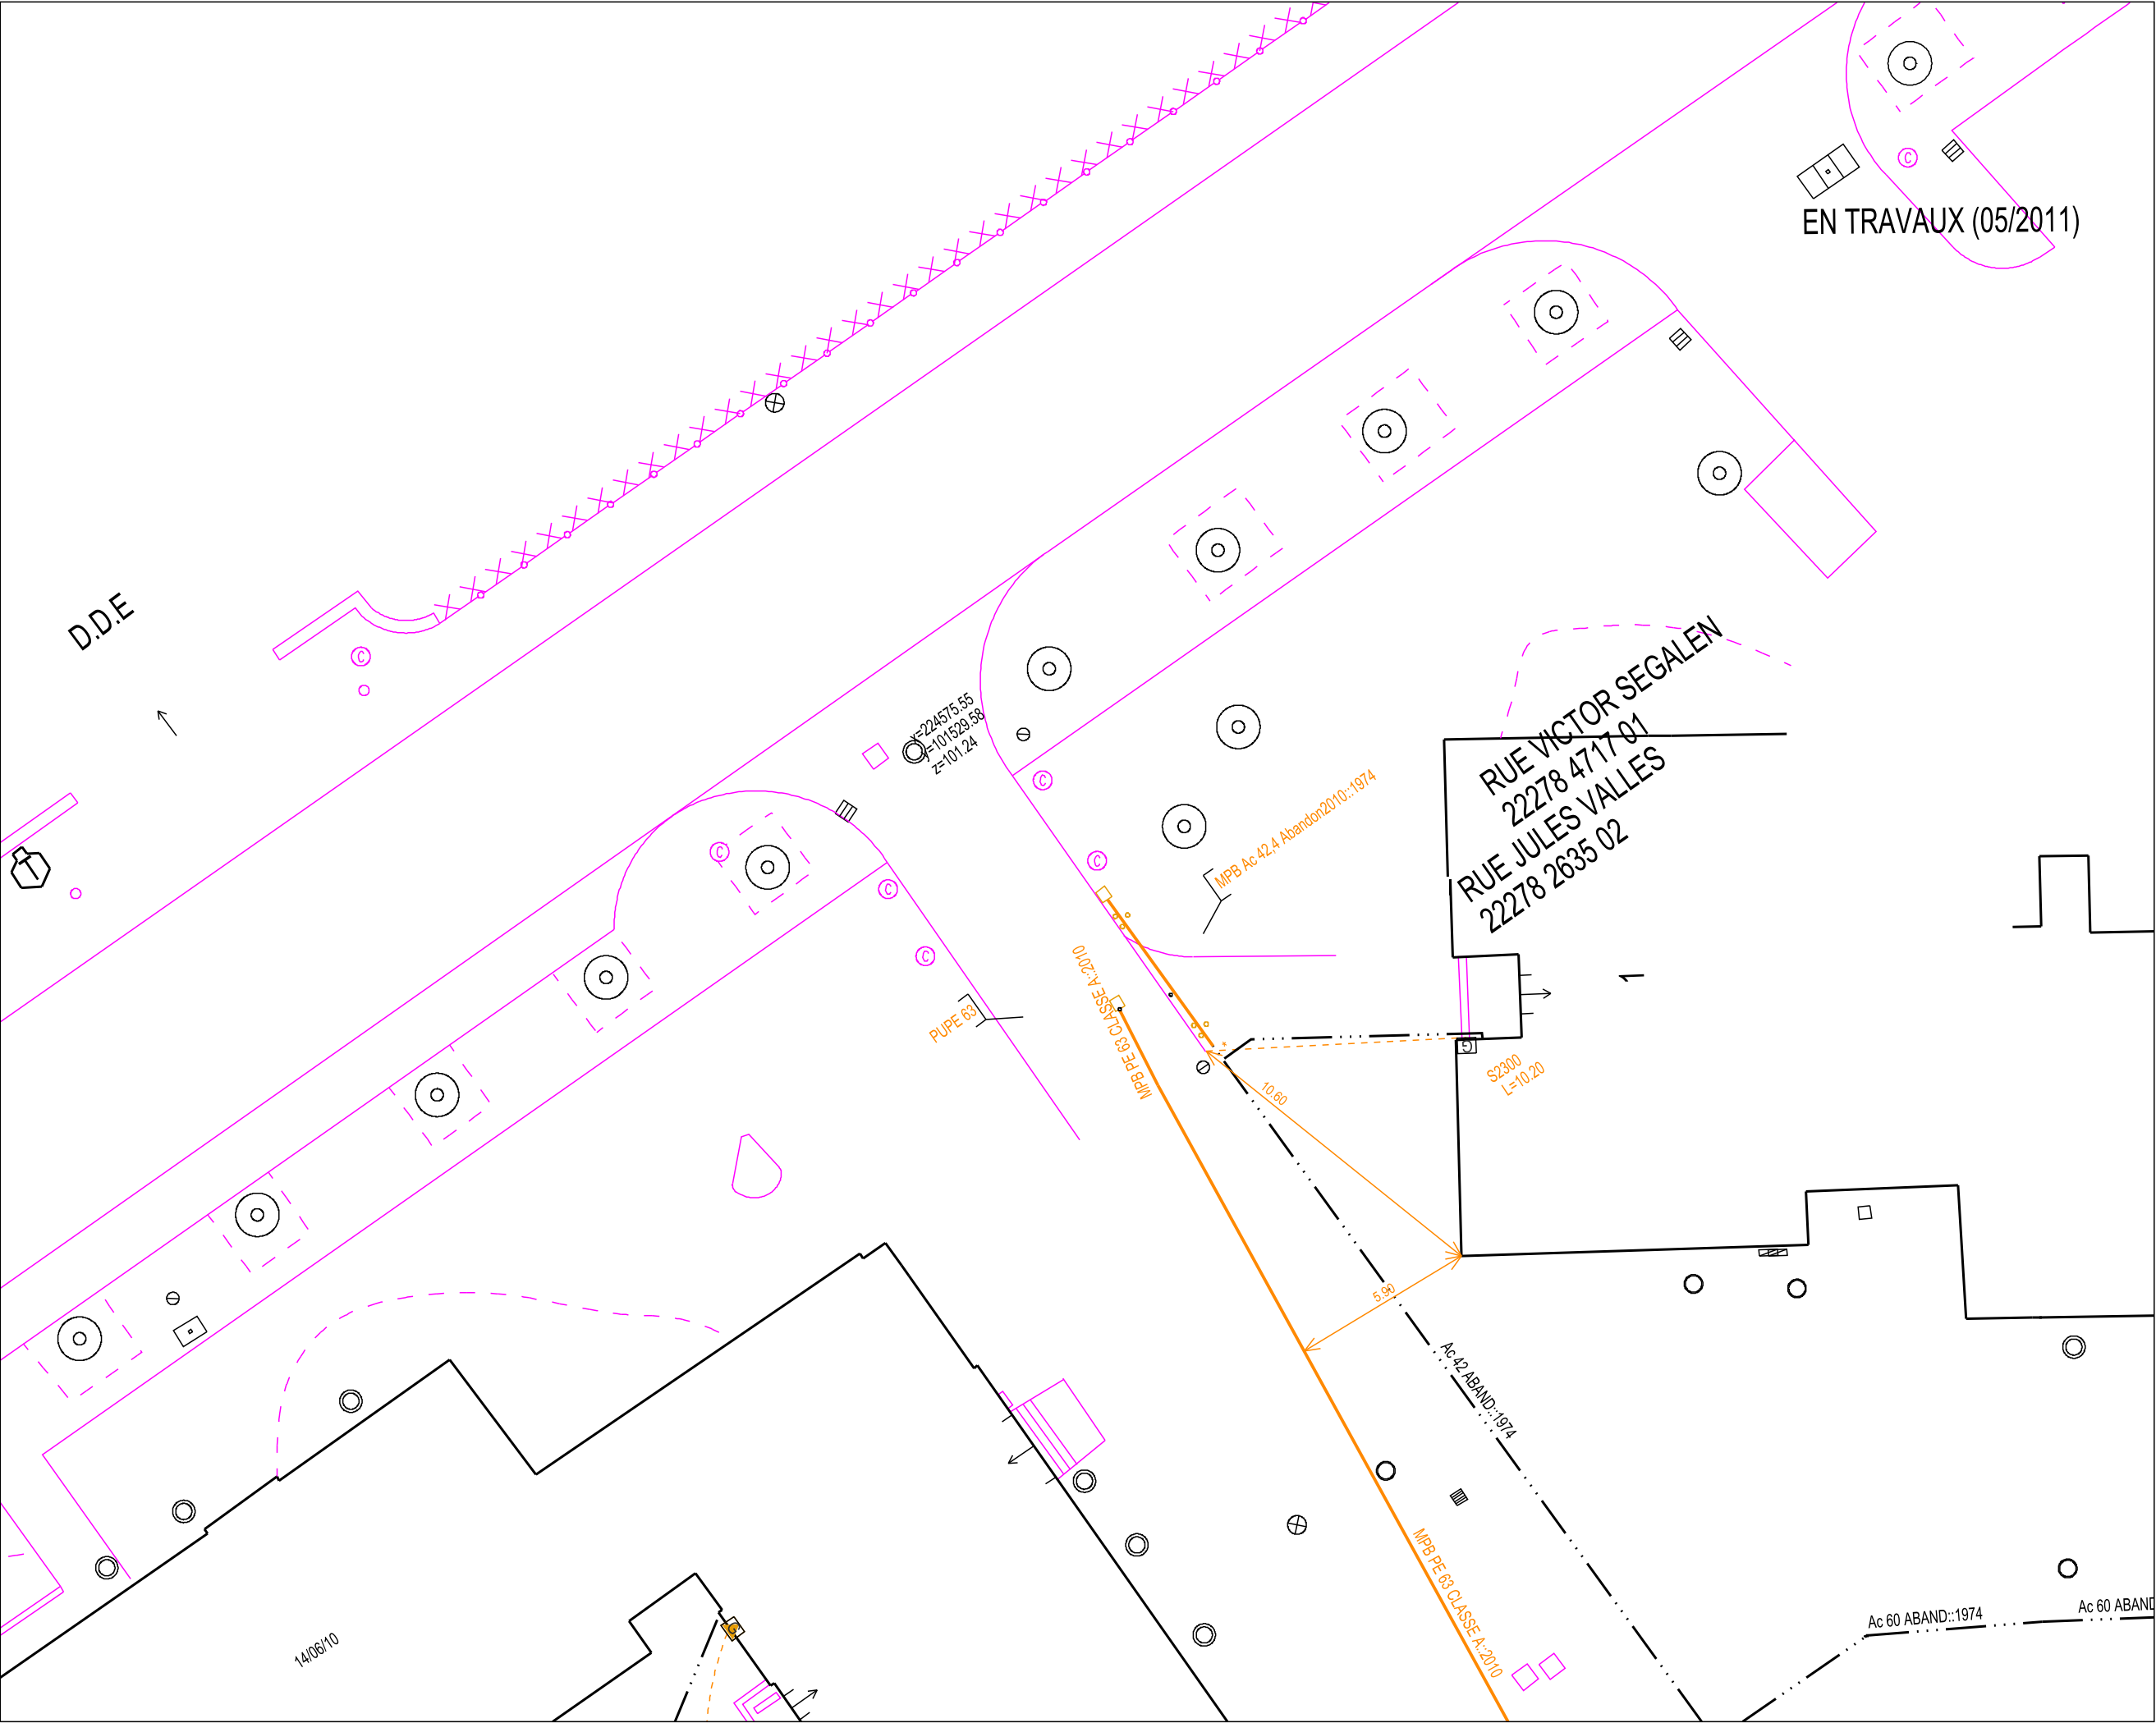 EN TRAVAUX (05/2011)
D.D.E
C
C
x=224575.55
y=101529.58
z=101.24
RUE VICTOR SEGALEN
22278 4717 01
RUE JULES VALLES
22278 2635 02
C
C
C
C
C
MPB Ac 42,4 Abandon2010::1974
PUPE 63
MPB PE 63 CLASSE A::2010
G
S2300
L=10.20
10.60
5.90
Ac 42 ABAND::1974
MPB PE 63 CLASSE A::2010
Ac 60 ABAND::1974
Ac 60 ABAND
G
14/06/10